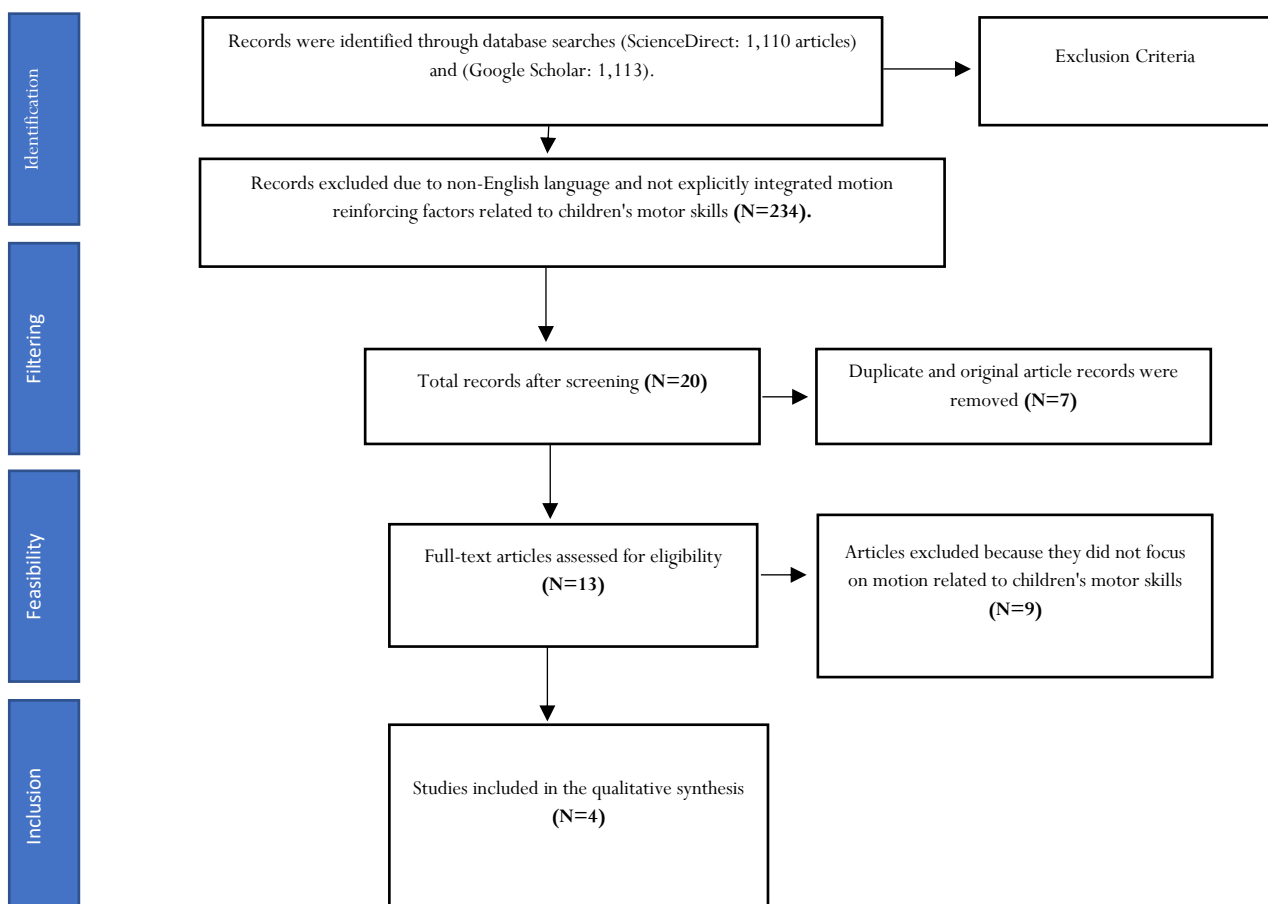 Identification
Records were identified through database searches (ScienceDirect: 1,110 articles)
and (Google Scholar: 1,113).
Exclusion Criteria
Records excluded due to non-English language and not explicitly integrated motion
reinforcing factors related to children's motor skills (N=234).
Filtering
Total records after screening (N=20)
Duplicate and original article records were
removed (N=7)
Feasibility
Full-text articles assessed for eligibility
(N=13)
Articles excluded because they did not focus
on motion related to children's motor skills
(N=9)
Inclusion
Studies included in the qualitative synthesis
(N=4)